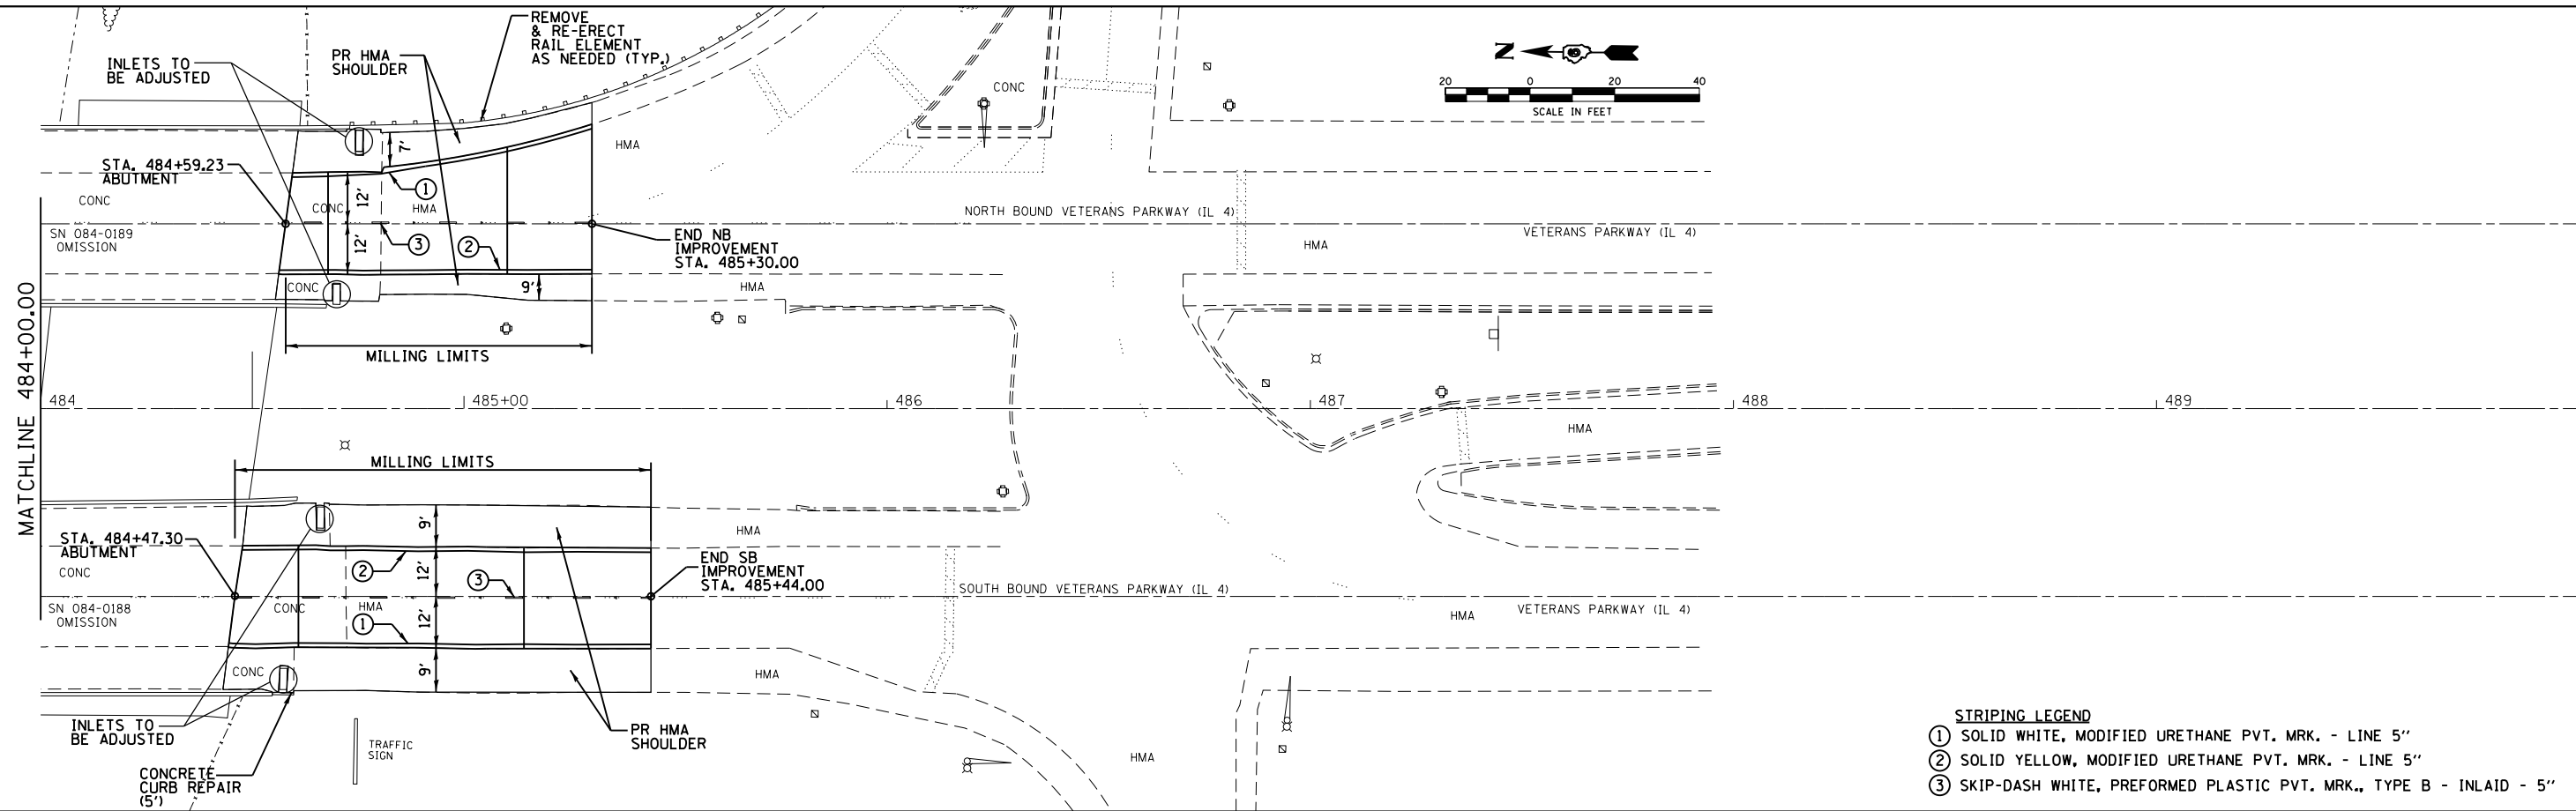 REMOVE
& RE-ERECT
RAIL ELEMENT
AS NEEDED (TYP.)
INLETS TO
BE ADJUSTED
PR HMA
SHOULDER
CONC
N
20 0 20 40
SCALE IN FEET
HMA
7'
STA. 484+59.23
ABUTMENT
CONC
1
12'
CONC
HMA
NORTH BOUND VETERANS PARKWAY (IL 4)
VETERANS PARKWAY (IL 4)
SN 084-0189
OMISSION
12'
3
2
HMA
END NB
IMPROVEMENT
STA. 485+30.00
CONC
9'
HMA
MATCHLINE 484+00.00
MILLING LIMITS
484
485+00
486
487
488
489
HMA
MILLING LIMITS
9'
HMA
STA. 484+47.30
ABUTMENT
CONC
2
12'
3
END SB
IMPROVEMENT
STA. 485+44.00
SOUTH BOUND VETERANS PARKWAY (IL 4)
VETERANS PARKWAY (IL 4)
SN 084-0188
OMISSION
CONC
HMA
1
12'
HMA
CONC
9'
HMA
INLETS TO
BE ADJUSTED
PR HMA
SHOULDER
TRAFFIC
SIGN
HMA
CONCRETE
CURB REPAIR
(5')
STRIPING LEGEND
1 SOLID WHITE, MODIFIED URETHANE PVT. MRK. - LINE 5"
2 SOLID YELLOW, MODIFIED URETHANE PVT. MRK. - LINE 5"
3 SKIP-DASH WHITE, PREFORMED PLASTIC PVT. MRK., TYPE B - INLAID - 5"